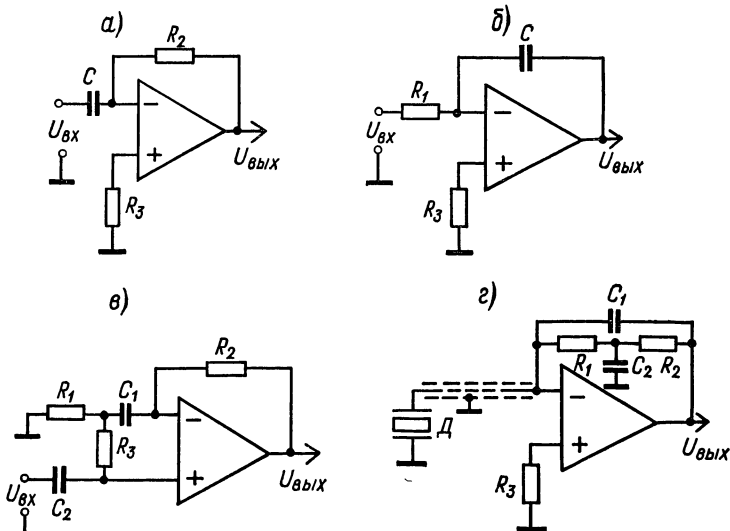 а)
R₂
C
−
+
Uвх
Uвых
R₃
б)
C
R₁
−
+
Uвх
Uвых
R₃
в)
R₂
R₁
C₁
−
R₃
+
Uвх
C₂
Uвых
г)
C₁
R₁
C₂
R₂
−
Д
+
Uвых
R₃